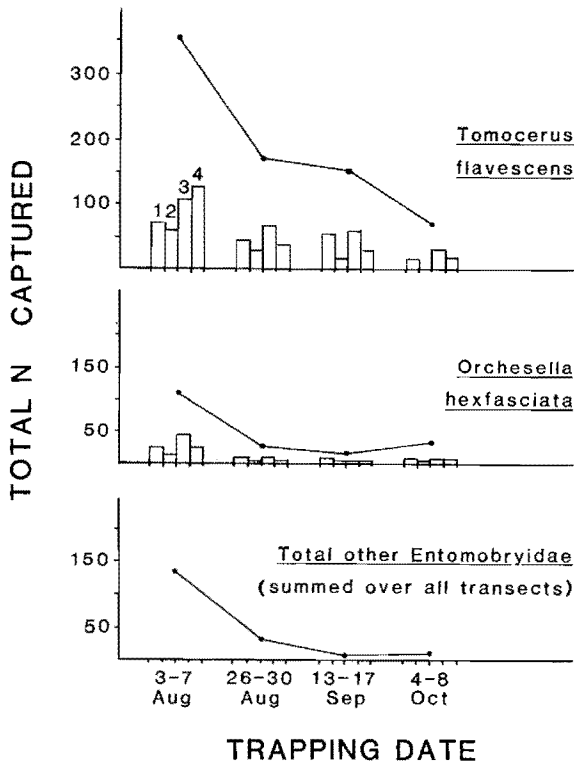 TOTAL N CAPTURED
300
200
100
1 2 3 4
Tomocerus
flavescens
150
50
Orchesella
hexfasciata
150
50
Total other Entomobryidae
(summed over all transects)
3-7 26-30 13-17 4-8
Aug Aug Sep Oct
TRAPPING DATE